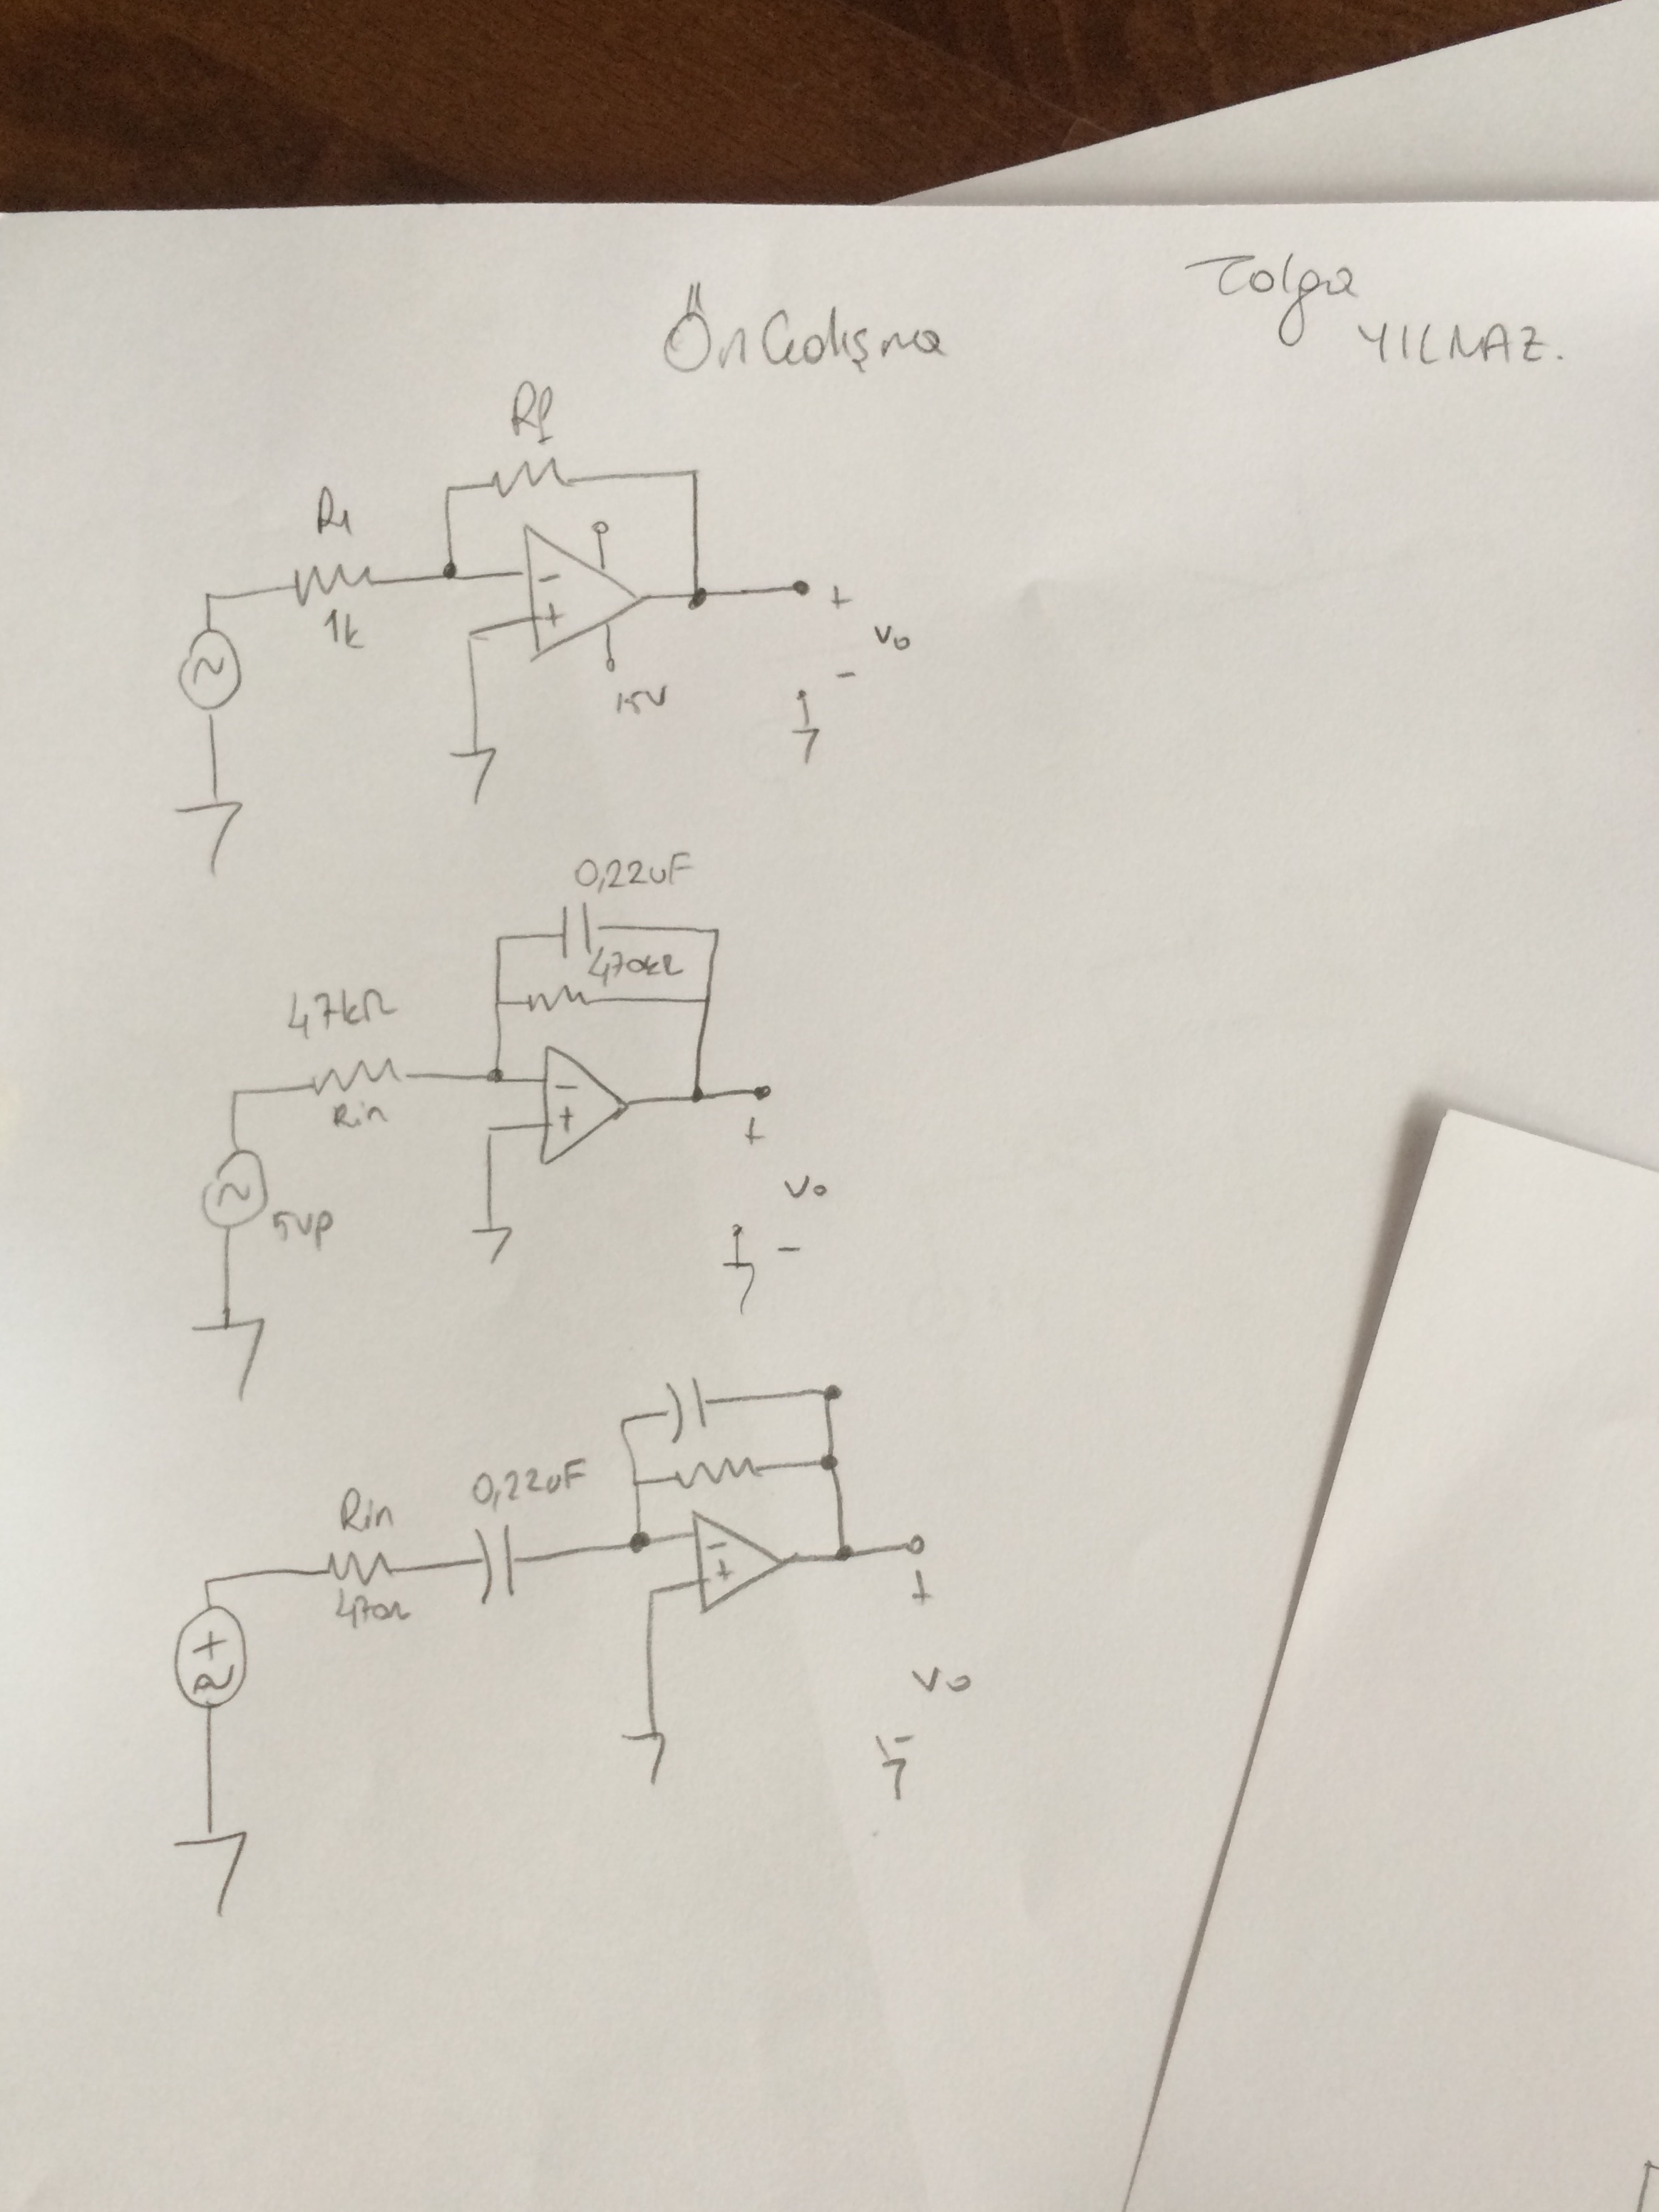 Ön Çalışma
Tolga
YILMAZ.
Rf
R1
1k
-
+
15V
+
Vo
-
0,22uF
470kΩ
47kΩ
Rin
-
+
5Vp
+
Vo
-
0,22uF
Rin
470Ω
-
+
+
+
Vo
-